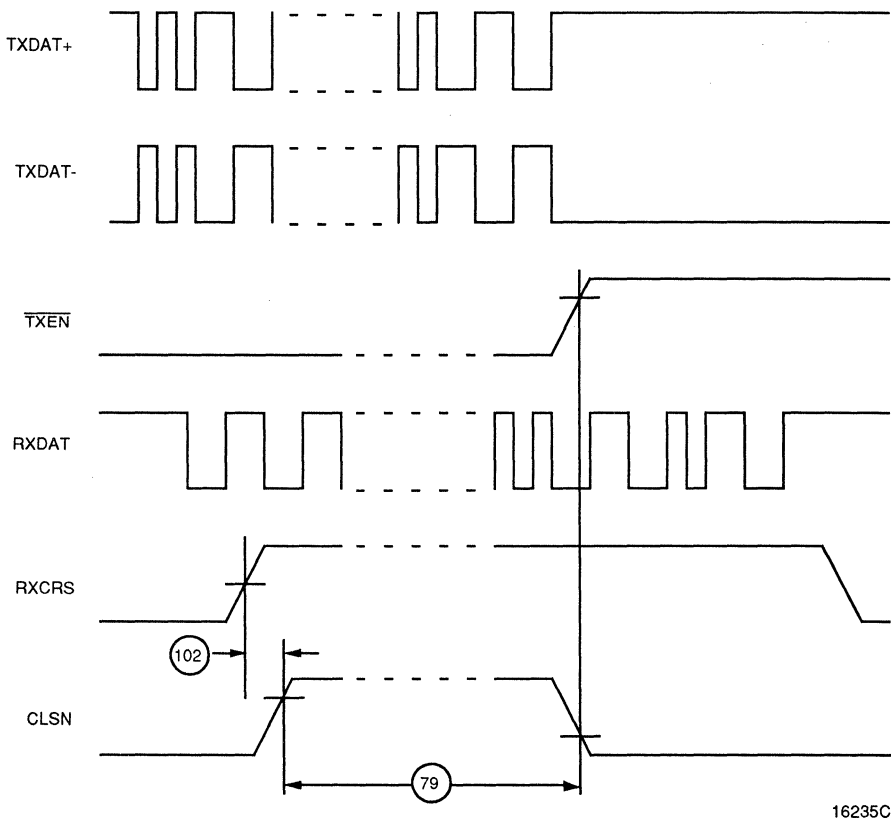 TXDAT+
TXDAT-
TXEN
RXDAT
RXCRS
102
CLSN
79
16235C